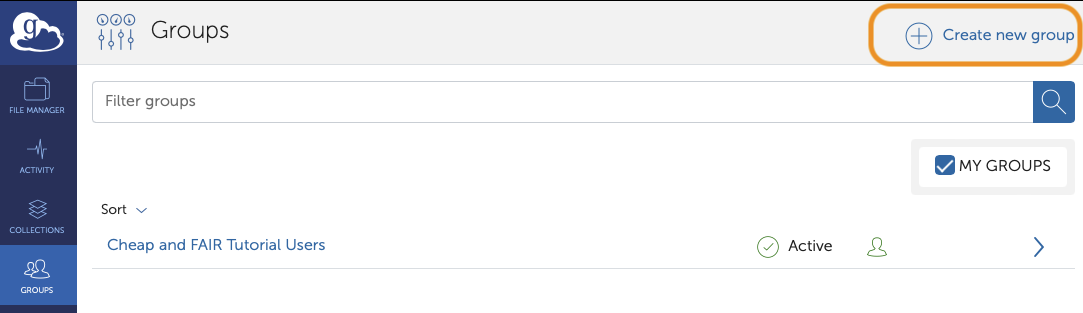 g
Groups
Create new group
FILE MANAGER
Filter groups
ACTIVITY
MY GROUPS
COLLECTIONS
Sort
Cheap and FAIR Tutorial Users
Active
GROUPS